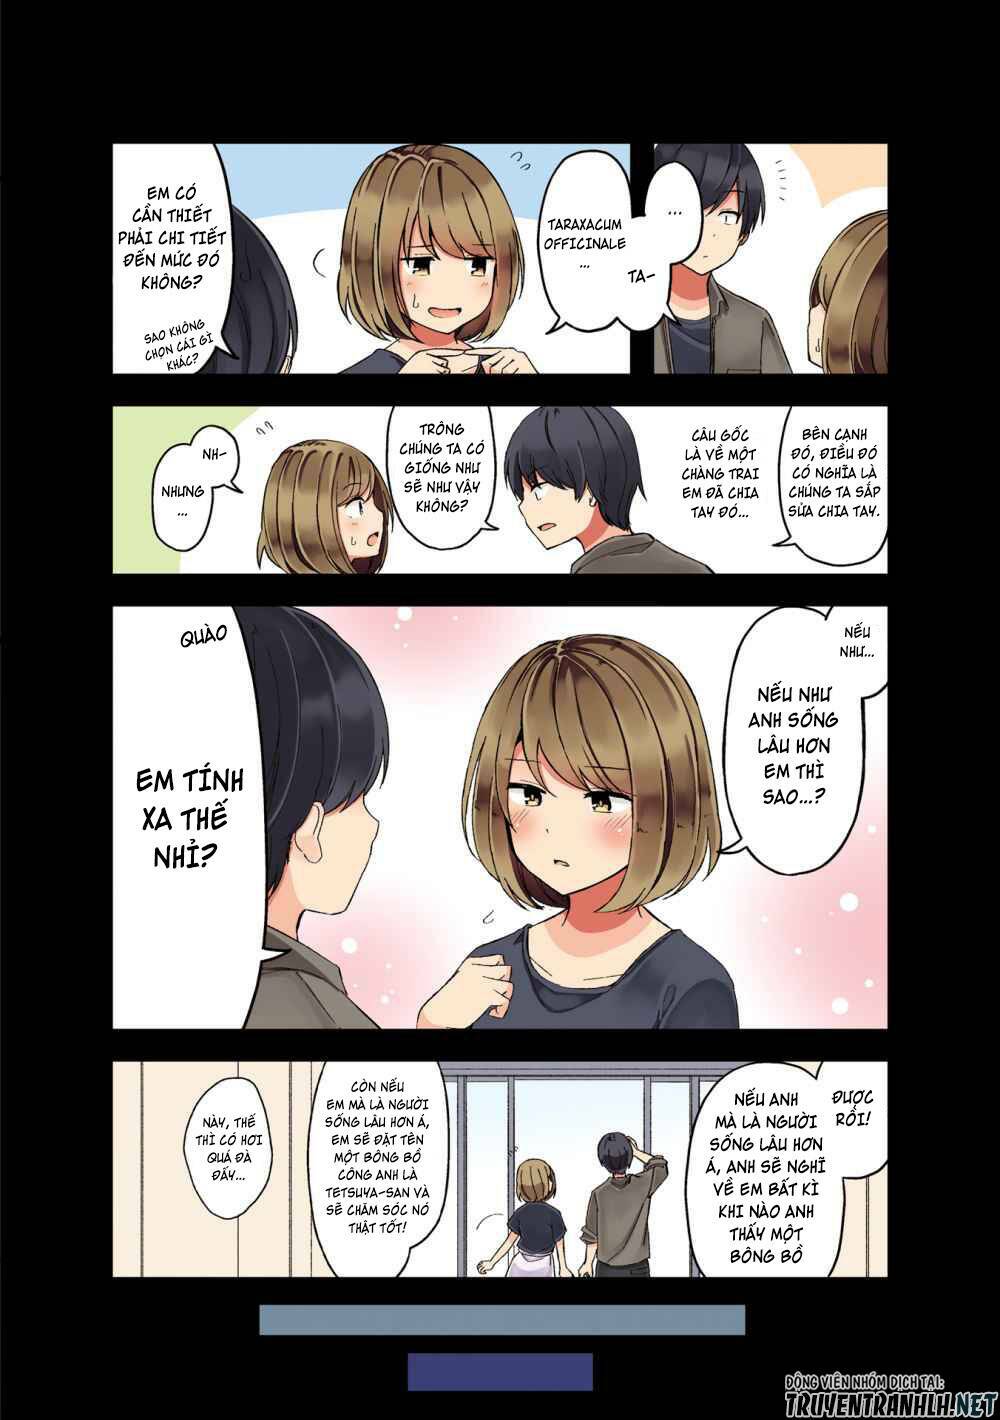 ...
TA-
TARAXACUM
OFFICINALE
...
EM CÓ
CẦN THIẾT
PHẢI CHI TIẾT
ĐẾN MỨC ĐÓ
KHÔNG?
SAO KHÔNG
CHỌN CÁI GÌ
KHÁC?
BÊN CẠNH
ĐÓ, ĐIỀU ĐÓ
CÓ NGHĨA LÀ
CHÚNG TA SẮP
SỬA CHIA TAY.
CÂU GỐC
LÀ VỀ MỘT
CHÀNG TRAI
EM ĐÃ CHIA
TAY ĐÓ...
TRÔNG
CHÚNG TA CÓ
GIỐNG NHƯ
SẼ NHƯ VẬY
KHÔNG?
NH-
NHƯNG
...
NẾU
NHƯ...
NẾU NHƯ
ANH SỐNG
LÂU HƠN
EM THÌ
SAO...?
QUÀO
EM TÍNH
XA THẾ
NHỈ?
ĐƯỢC
RỒI!
NẾU ANH
MÀ LÀ NGƯỜI
SỐNG LÂU HƠN
Á, ANH SẼ NGHĨ
VỀ EM BẤT KÌ
KHI NÀO ANH
THẤY MỘT
BÔNG BỒ
CÒN NẾU
EM MÀ LÀ NGƯỜI
SỐNG LÂU HƠN Á,
EM SẼ ĐẶT TÊN
MỘT BÔNG BỒ
CÔNG ANH LÀ
TETSUYA-SAN VÀ
SẼ CHĂM SÓC NÓ
THẬT TỐT!
NÀY, THẾ
THÌ CÓ HƠI
QUÁ ĐÀ
ĐẤY...
ĐỘNG VIÊN NHÓM DỊCH TẠI:
TRUYENTRANHLH.NET